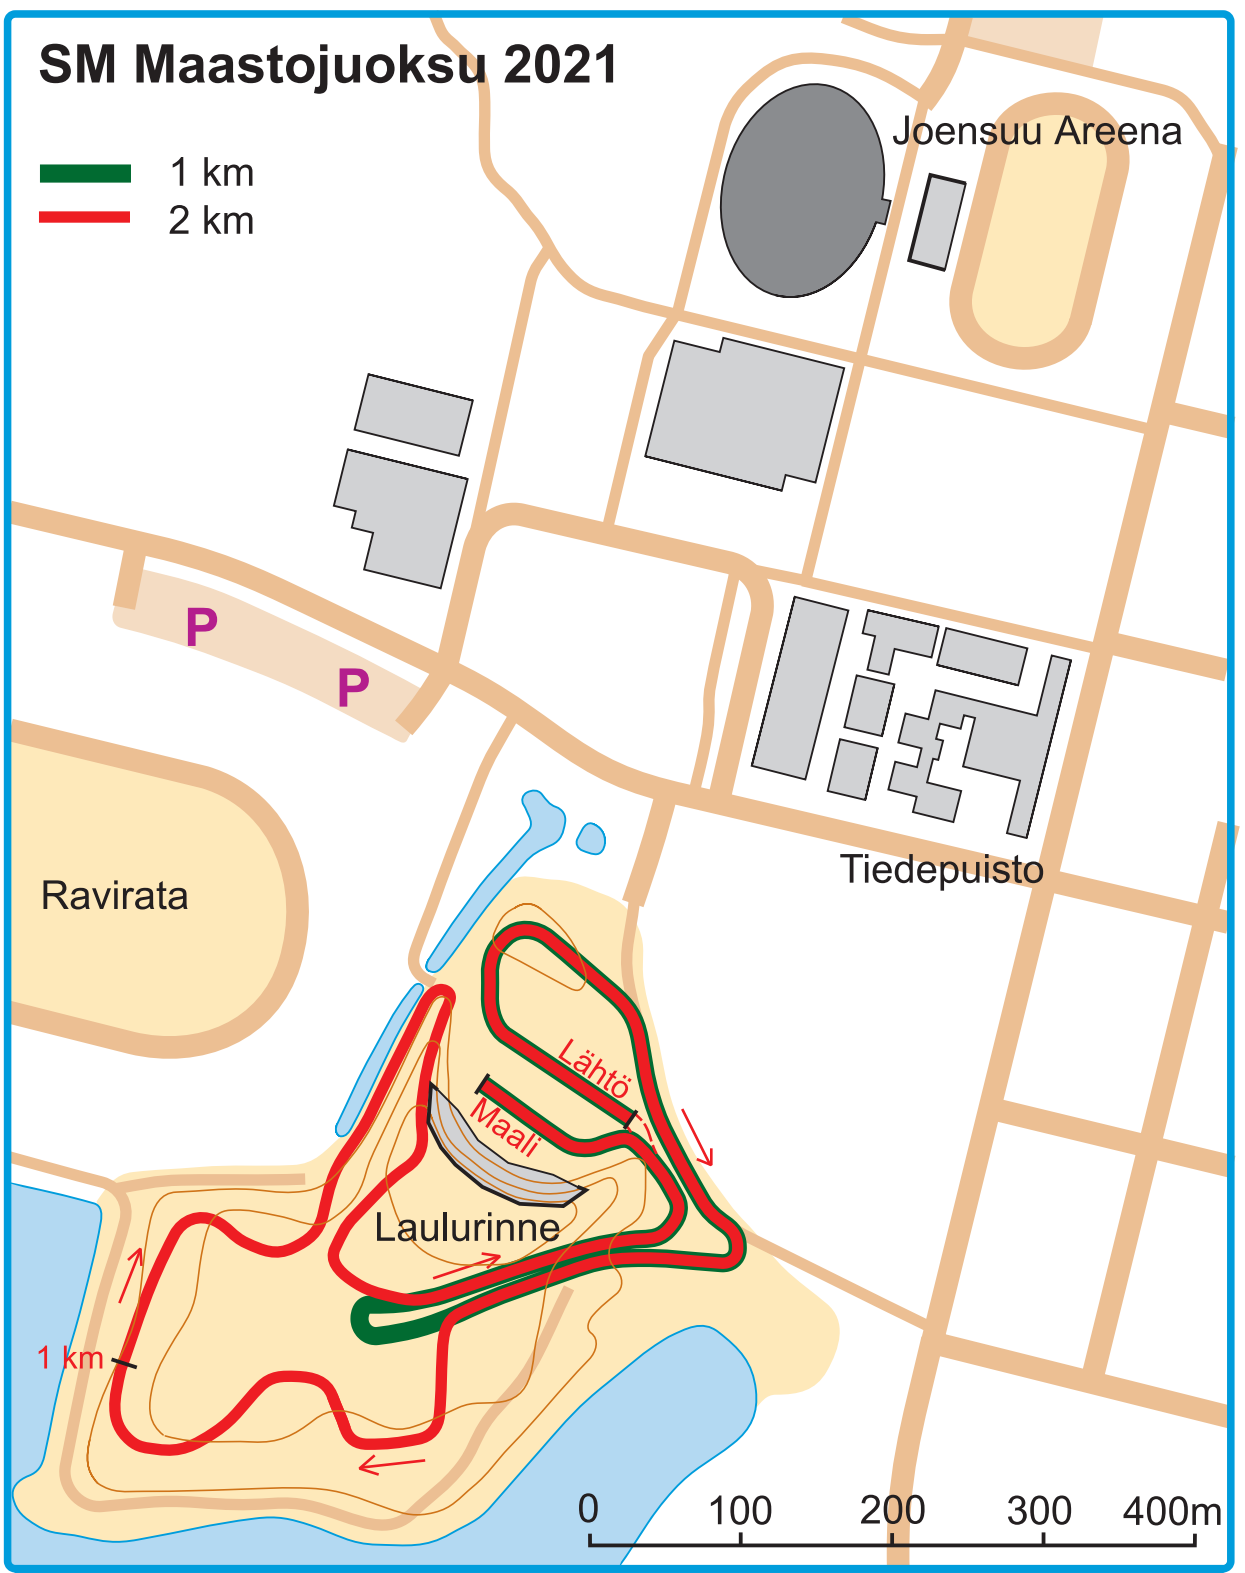 SM Maastojuoksu 2021
1 km
2 km
Joensuu Areena
P
P
Tiedepuisto
Ravirata
Lähtö
Maali
Laulurinne
1 km
0 100 200 300 400m